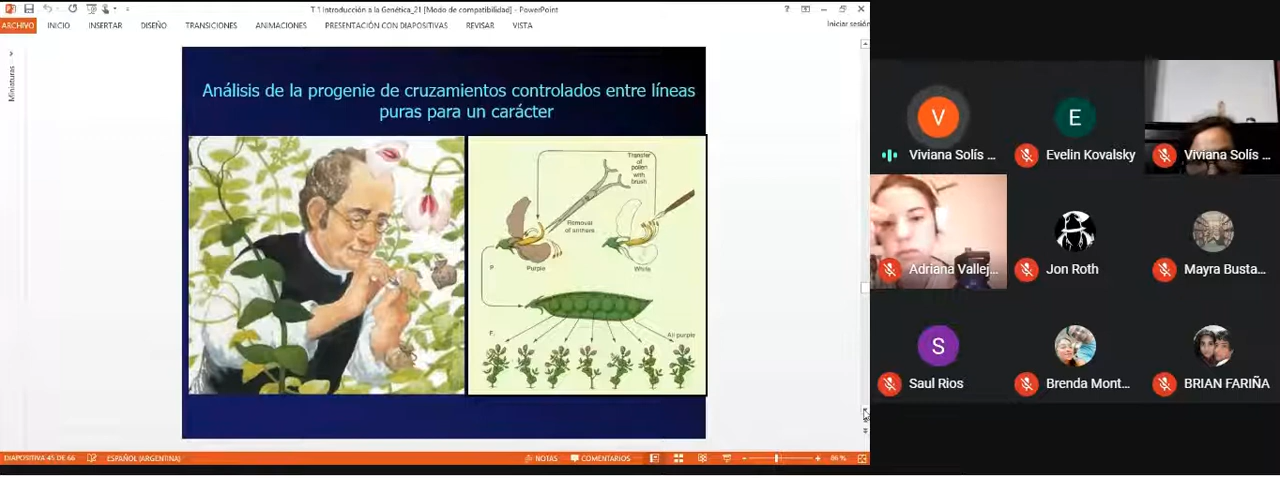 T 1 Introducción a la Genética_21 [Modo de compatibilidad] - PowerPoint
ARCHIVO INICIO INSERTAR DISEÑO TRANSICIONES ANIMACIONES PRESENTACIÓN CON DIAPOSITIVAS REVISAR VISTA
Iniciar sesión
Miniaturas
Análisis de la progenie de cruzamientos controlados entre líneas
puras para un carácter
Transfer
of
pollen
with
brush
Removal
of anthers
P
Purple
White
F
All purple
DIAPOSITIVA 45 DE 66
ESPAÑOL (ARGENTINA)
NOTAS
COMENTARIOS
86 %
V
Viviana Solís ...
E
Evelin Kovalsky
Viviana Solís ...
Adriana Vallej...
Jon Roth
Mayra Busta...
S
Saul Rios
Brenda Mont...
BRIAN FARIÑA